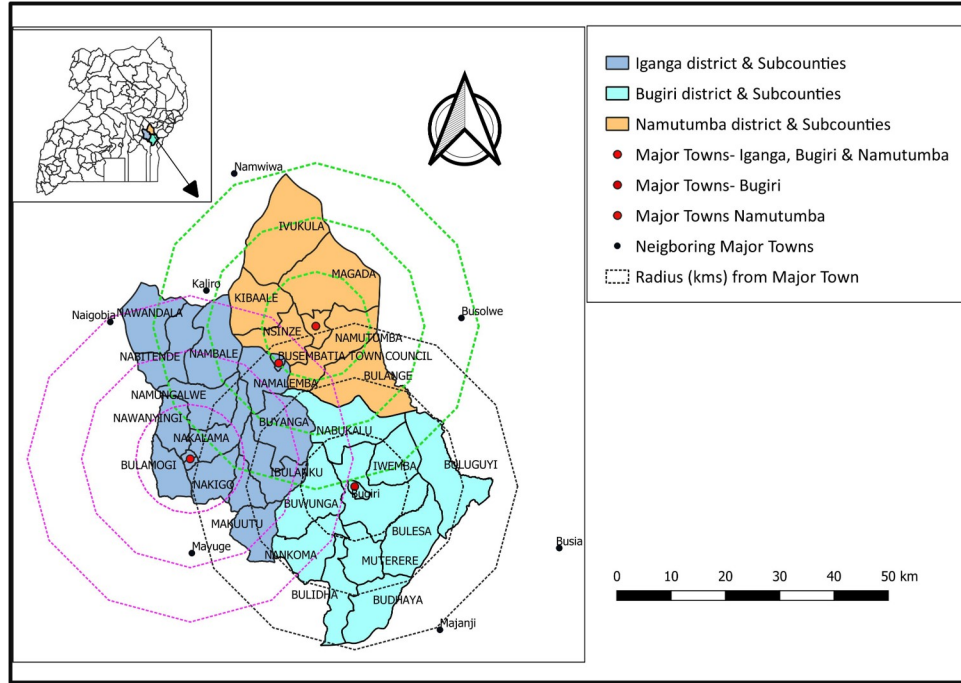 Iganga district & Subcounties
Bugiri district & Subcounties
Namutumba district & Subcounties
Major Towns- Iganga, Bugiri & Namutumba
Major Towns- Bugiri
Major Towns Namutumba
Neigboring Major Towns
Radius (kms) from Major Town
Namwiwa
IVUKULA
MAGADA
Kaliro
KIBAALE
Naigobia
NAWANDALA
Busolwe
NSINZE
NAMUTUMBA
NABITENDE
NAMBALE
BUSEMBATIA TOWN COUNCIL
NAMALEMBA
BULANGE
NAMUNGALWE
NAWANYINGI
BUYANGA
NABUKALU
NAKALAMA
BULAMOGI
IBULANKU
IWEMBA
BULUGUYI
NAKIGO
Bugiri
BUWUNGA
MAKUUTU
BULESA
Mayuge
NANKOMA
MUTERERE
Busia
BULIDHA
BUDHAYA
Majanji
0 10 20 30 40 50 km